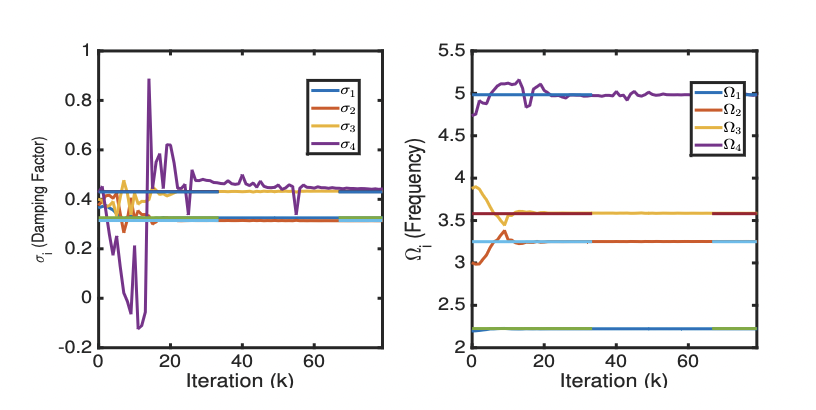 1
0.8
0.6
0.4
0.2
0
-0.2
0
20
40
60
σi (Damping Factor)
Iteration (k)
σ1
σ2
σ3
σ4
5.5
5
4.5
4
3.5
3
2.5
2
0
20
40
60
Ωi (Frequency)
Iteration (k)
Ω1
Ω2
Ω3
Ω4